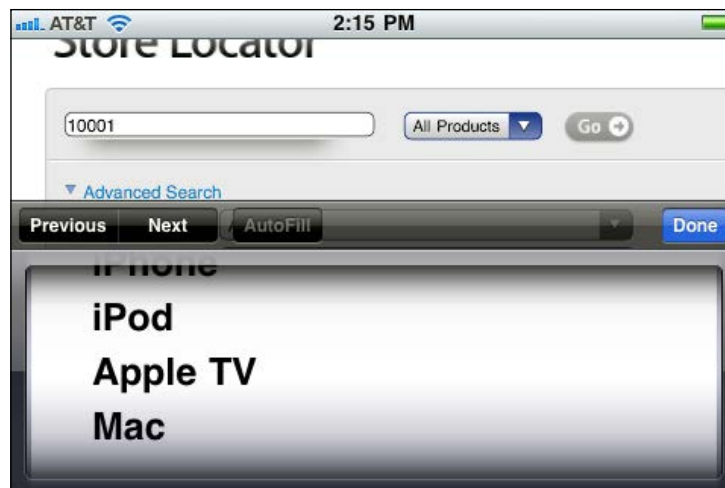 AT&T 2:15 PM
Store Locator
10001 All Products Go
Advanced Search
Previous Next AutoFill Done
iPhone
iPod
Apple TV
Mac